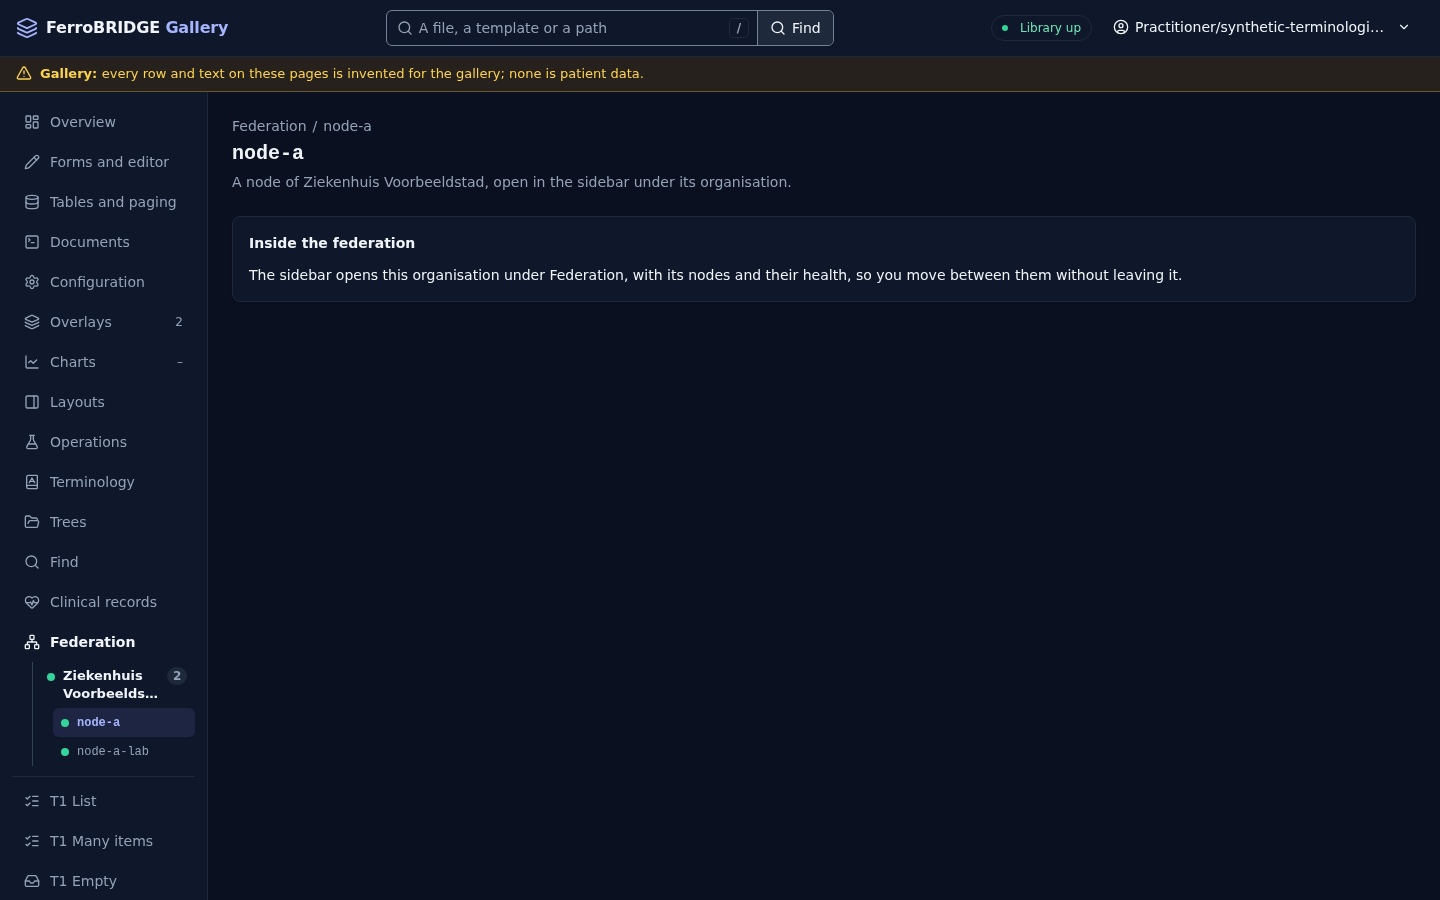 FerroBRIDGE Gallery
A file, a template or a path
/
Find
Library up
Practitioner/synthetic-terminologi…
Gallery: every row and text on these pages is invented for the gallery; none is patient data.
Overview
Forms and editor
Tables and paging
Documents
Configuration
Overlays 2
Charts –
Layouts
Operations
Terminology
Trees
Find
Clinical records
Federation
Ziekenhuis 2
Voorbeelds…
node-a
node-a-lab
T1 List
T1 Many items
T1 Empty
Federation / node-a
node-a
A node of Ziekenhuis Voorbeeldstad, open in the sidebar under its organisation.
Inside the federation
The sidebar opens this organisation under Federation, with its nodes and their health, so you move between them without leaving it.